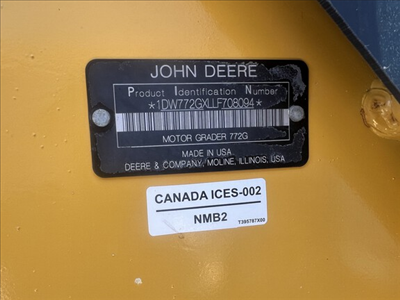 JOHN DEERE
Product Identification Number
*1DW772GXLLF708094*
MOTOR GRADER 772G
MADE IN USA
DEERE & COMPANY, MOLINE, ILLINOIS, USA
CANADA ICES-002
NMB2
T385787X00